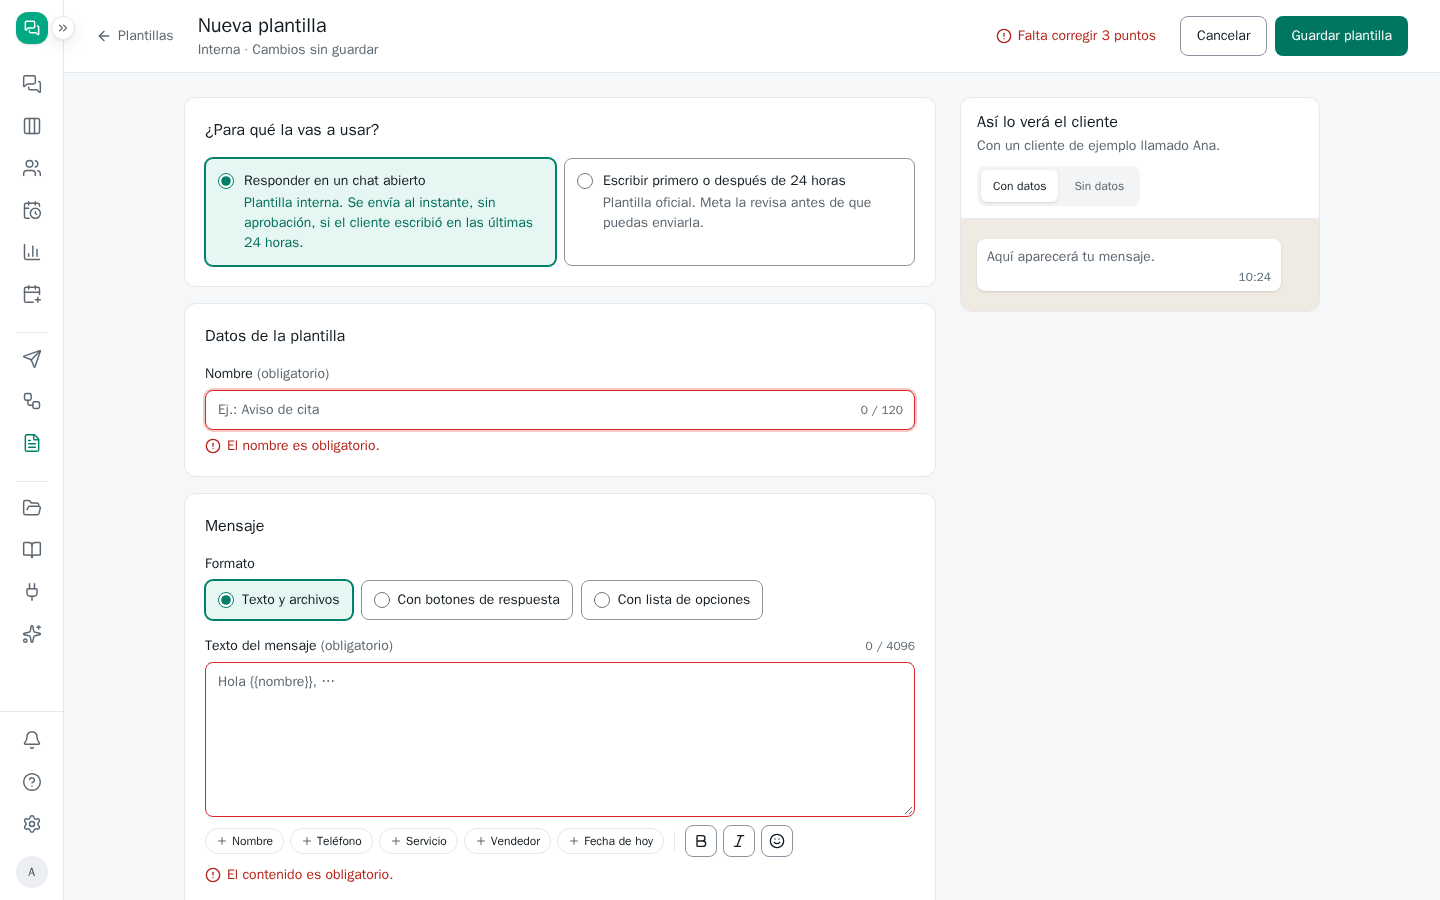 Plantillas
Nueva plantilla
Interna · Cambios sin guardar
Falta corregir 3 puntos
Cancelar
Guardar plantilla
¿Para qué la vas a usar?
Responder en un chat abierto
Plantilla interna. Se envía al instante, sin
aprobación, si el cliente escribió en las últimas
24 horas.
Escribir primero o después de 24 horas
Plantilla oficial. Meta la revisa antes de que
puedas enviarla.
Datos de la plantilla
Nombre (obligatorio)
Ej.: Aviso de cita
0 / 120
El nombre es obligatorio.
Mensaje
Formato
Texto y archivos
Con botones de respuesta
Con lista de opciones
Texto del mensaje (obligatorio)
0 / 4096
Hola {{nombre}}, ⋯
Nombre
Teléfono
Servicio
Vendedor
Fecha de hoy
B
I
El contenido es obligatorio.
Así lo verá el cliente
Con un cliente de ejemplo llamado Ana.
Con datos
Sin datos
Aquí aparecerá tu mensaje.
10:24
A